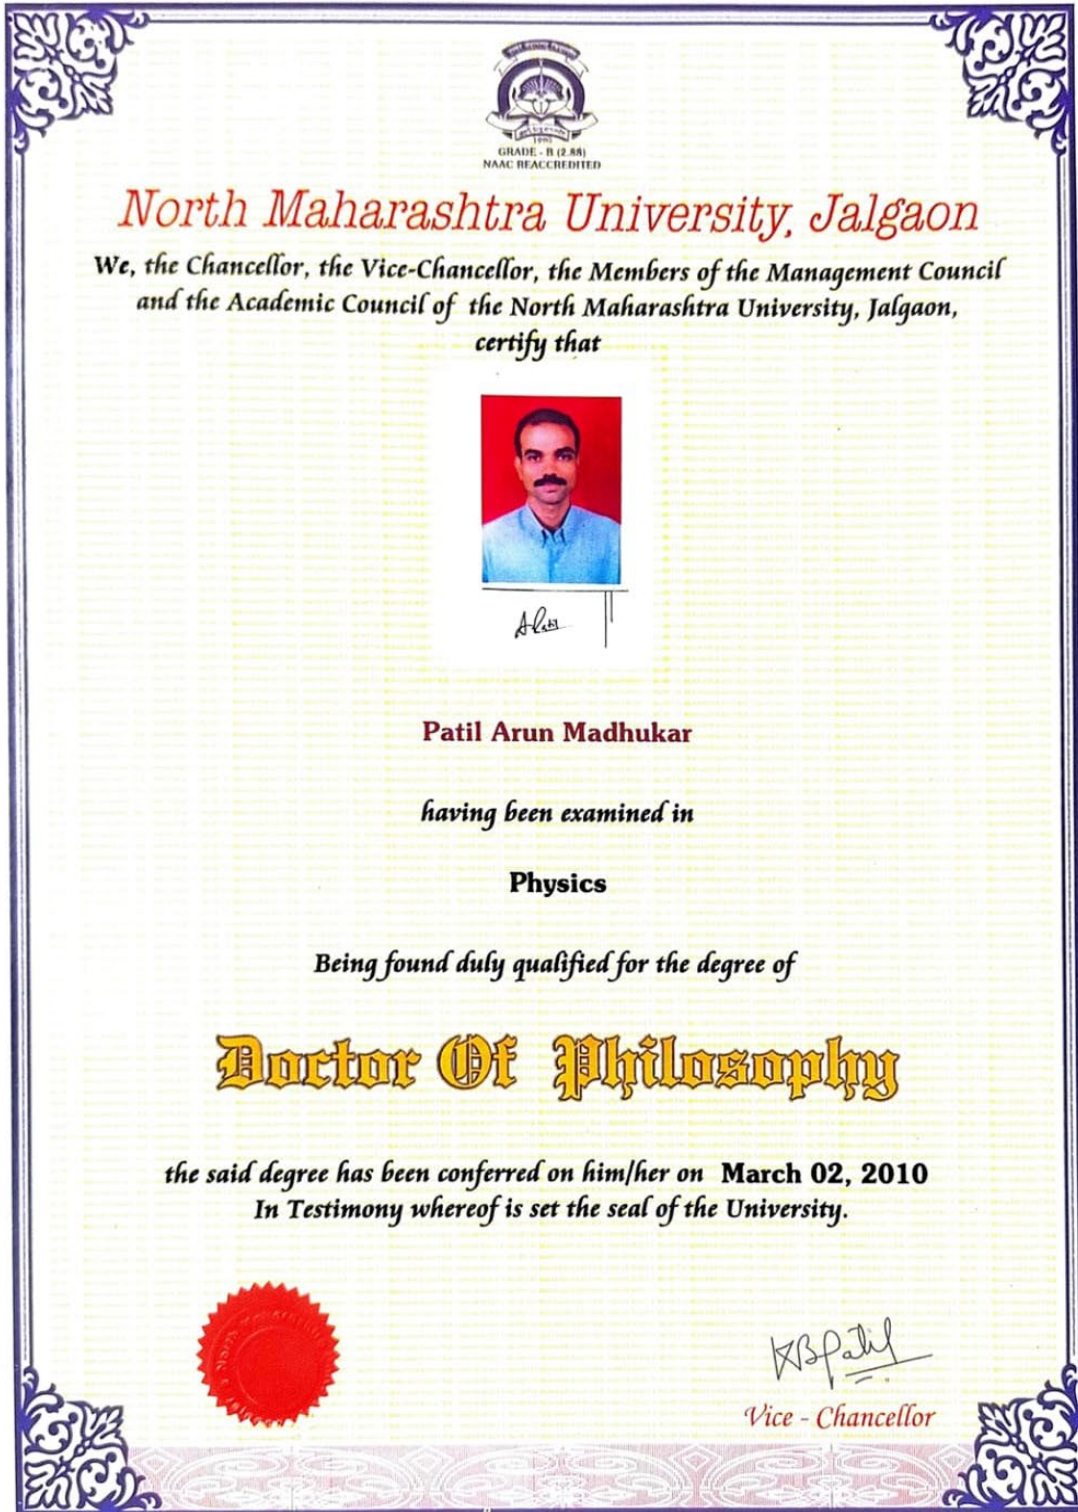 1991
GRADE - B (2.88)
NAAC REACCREDITED
North Maharashtra University, Jalgaon
We, the Chancellor, the Vice-Chancellor, the Members of the Management Council
and the Academic Council of the North Maharashtra University, Jalgaon,
certify that
APatil
Patil Arun Madhukar
having been examined in
Physics
Being found duly qualified for the degree of
Doctor Of Philosophy
the said degree has been conferred on him/her on March 02, 2010
In Testimony whereof is set the seal of the University.
KBPatil
Vice - Chancellor